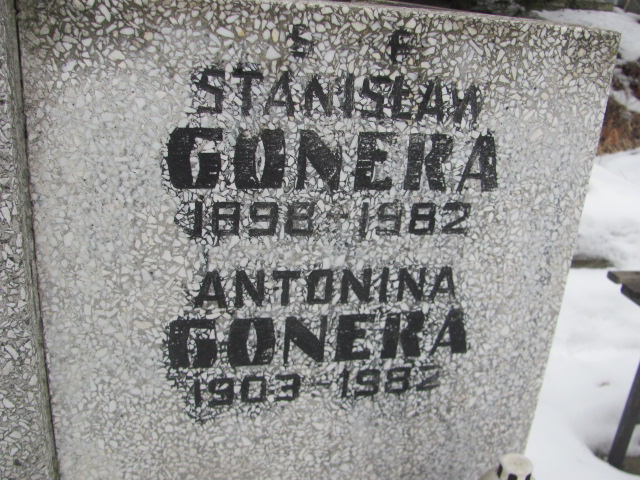 Ś P
STANISŁAW
GONERA
1898-1982
ANTONINA
GONERA
1903-1982